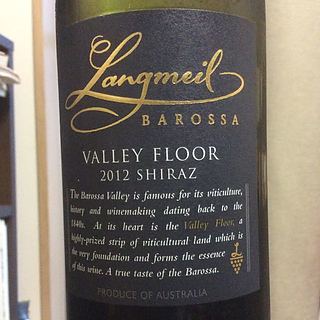 Langmeil
BAROSSA
VALLEY FLOOR
2012 SHIRAZ
The Barossa Valley is famous for its viticulture,
history and winemaking dating back to the
1840s. At its heart is the Valley Floor, a
highly-prized strip of viticultural land which is
the very foundation and forms the essence
of this wine. A true taste of the Barossa.
PRODUCE OF AUSTRALIA